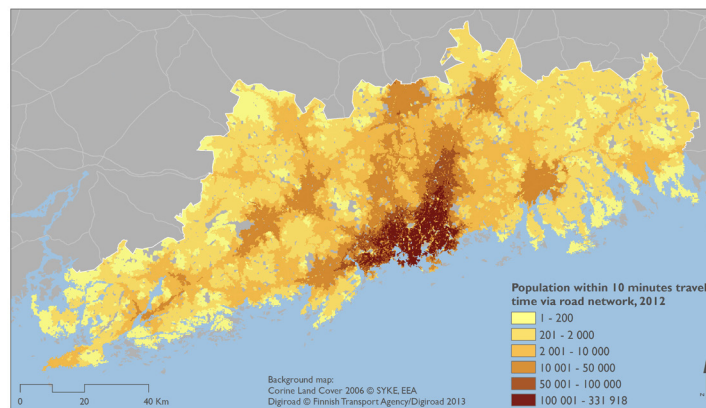 Population within 10 minutes travel
time via road network, 2012
1 - 200
201 - 2 000
2 001 - 10 000
10 001 - 50 000
50 001 - 100 000
100 001 - 331 918
Background map:
Corine Land Cover 2006 © SYKE, EEA
Digiroad © Finnish Transport Agency/Digiroad 2013
0 20 40 Km